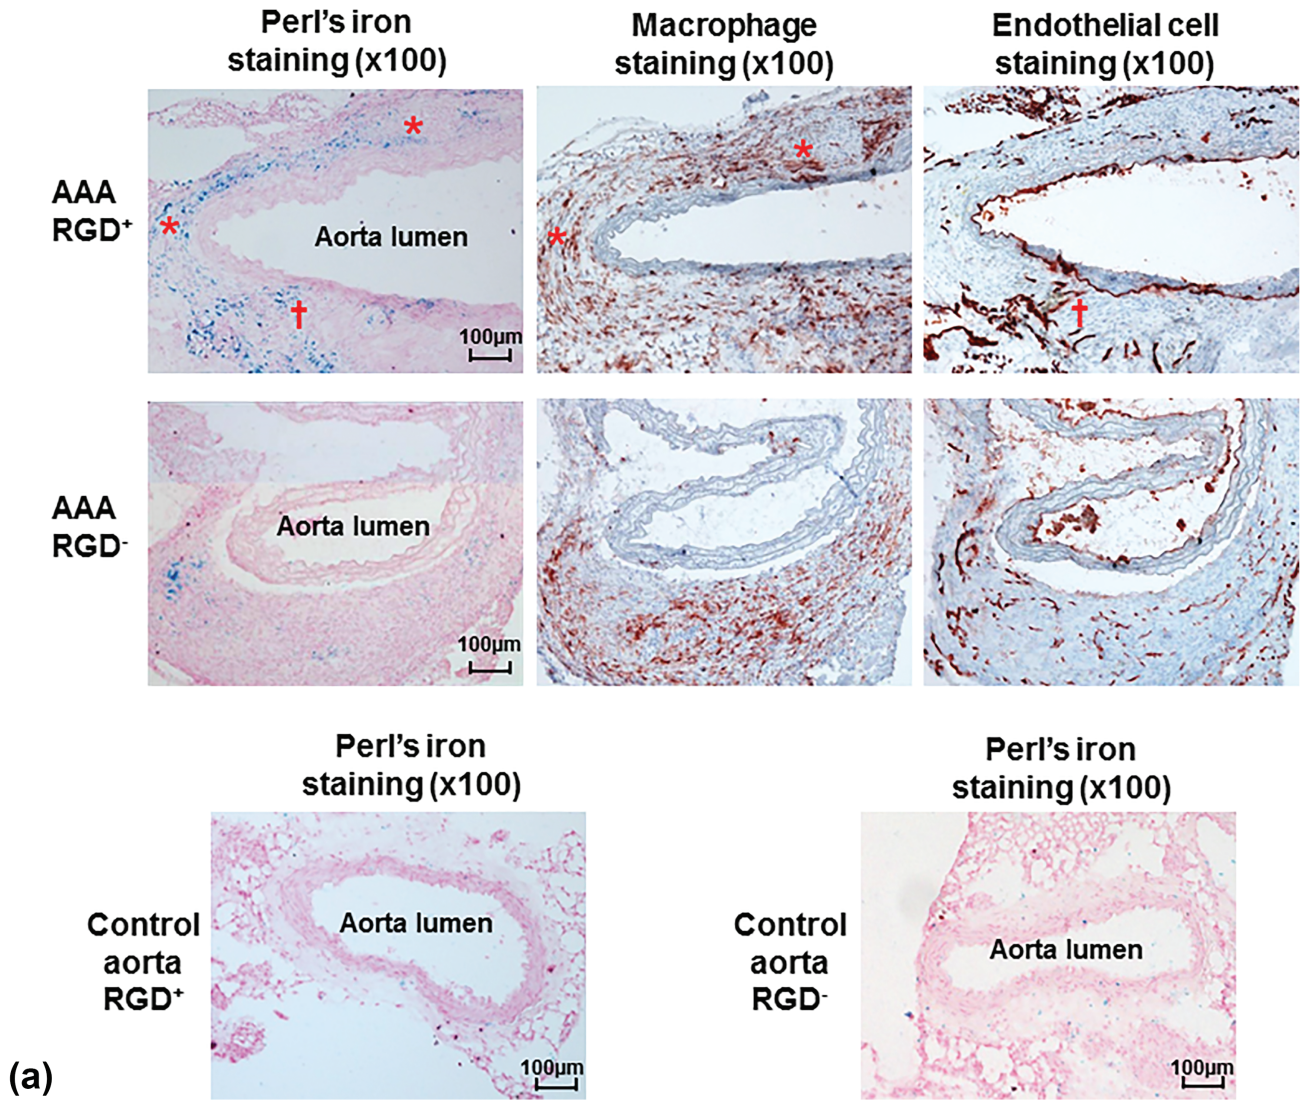 Perl's iron
staining (x100)
Macrophage
staining (x100)
Endothelial cell
staining (x100)
AAA
RGD⁺
*
*
†
Aorta lumen
100µm
*
*
†
AAA
RGD⁻
Aorta lumen
100µm
Perl's iron
staining (x100)
Perl's iron
staining (x100)
Control
aorta
RGD⁺
Aorta lumen
100µm
Control
aorta
RGD⁻
Aorta lumen
100µm
(a)